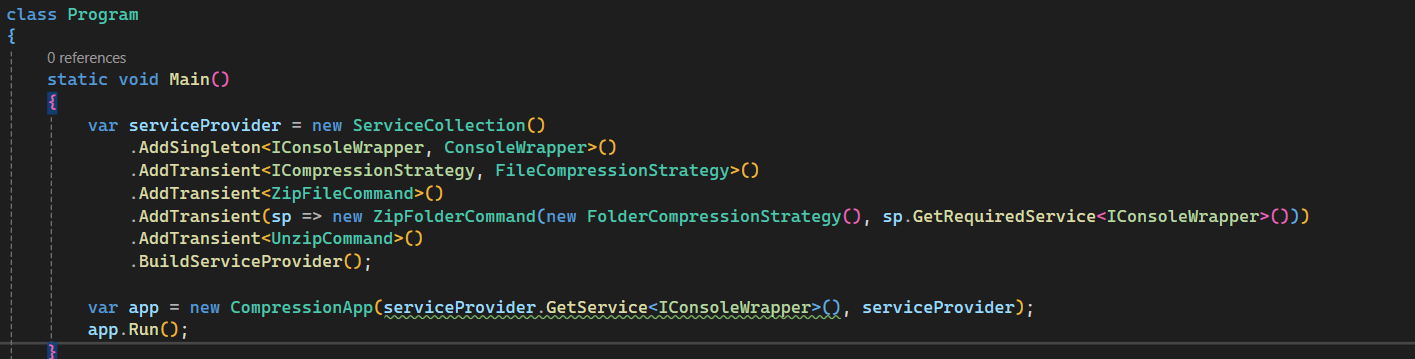 class Program
{
0 references
static void Main()
{
var serviceProvider = new ServiceCollection()
.AddSingleton<IConsoleWrapper, ConsoleWrapper>()
.AddTransient<ICompressionStrategy, FileCompressionStrategy>()
.AddTransient<ZipFileCommand>()
.AddTransient(sp => new ZipFolderCommand(new FolderCompressionStrategy(), sp.GetRequiredService<IConsoleWrapper>()))
.AddTransient<UnzipCommand>()
.BuildServiceProvider();
var app = new CompressionApp(serviceProvider.GetService<IConsoleWrapper>(), serviceProvider);
app.Run();
}